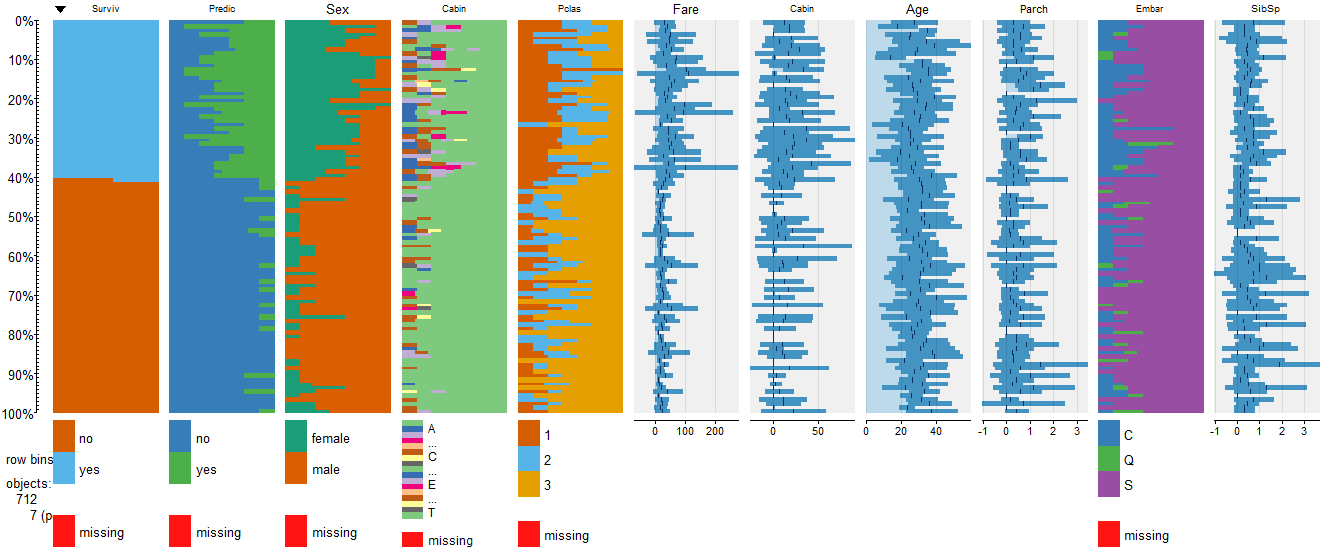 Surviv Predic Sex Cabin Pclas Fare Cabin Age Parch Embar SibSp
0%
10%
20%
30%
40%
50%
60%
70%
80%
90%
100%
0 100 200 0 50 0 20 40 60 -1 0 1 2 3 -1 0 1 2 3
no no female A 1 C
... 
yes yes male C 2 Q
...
row bins
E 3 S
objects:
...
712
T
7 (p
missing missing missing missing missing missing